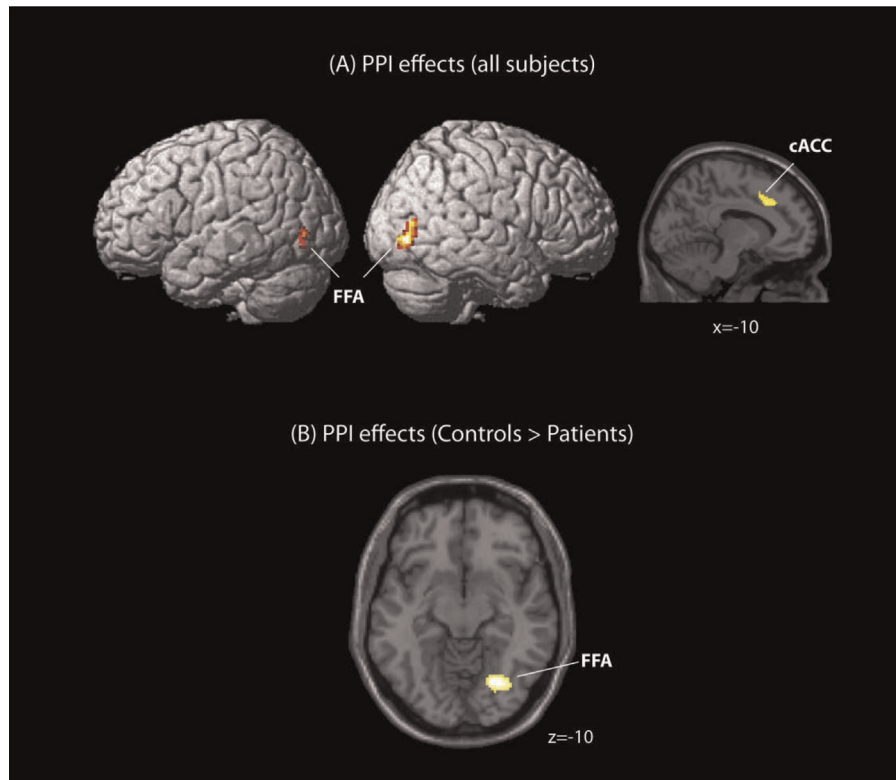 (A) PPI effects (all subjects)
cACC
FFA
x=-10
(B) PPI effects (Controls > Patients)
FFA
z=-10